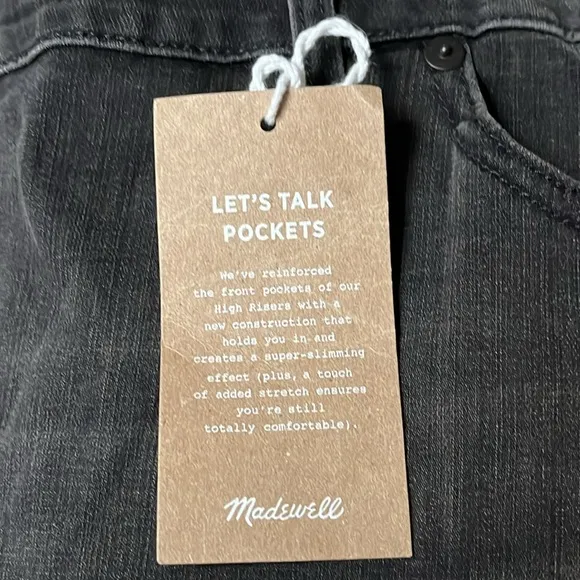 LET'S TALK
POCKETS
We've reinforced
the front pockets of our
High Risers with a
new construction that
holds you in and
creates a super-slimming
effect (plus, a touch
of added stretch ensures
you're still
totally comfortable).
Madewell